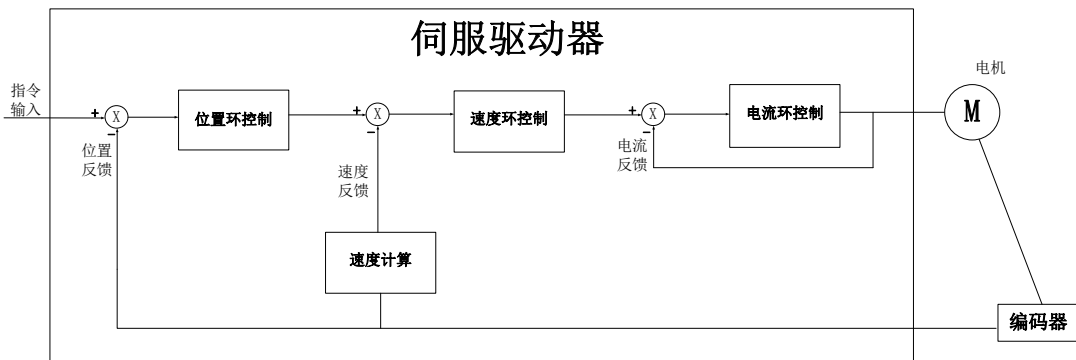 伺服驱动器
指令
输入
+
X
-
位置
反馈
位置环控制
+
X
-
速度
反馈
速度环控制
+
X
-
电流
反馈
电流环控制
电机
M
速度计算
编码器